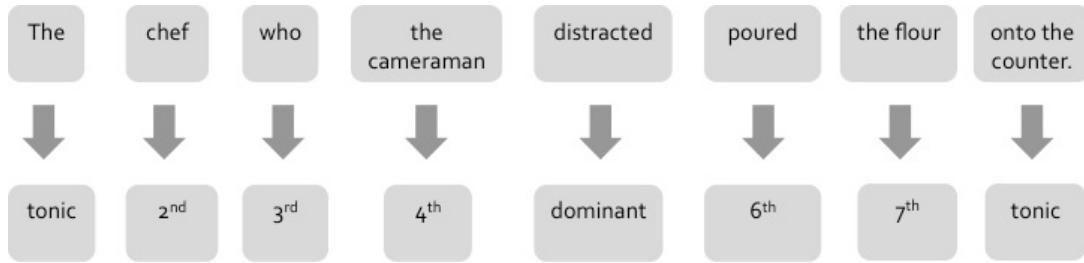 The chef who the distracted poured the flour onto the
cameraman counter.
tonic 2nd 3rd 4th dominant 6th 7th tonic